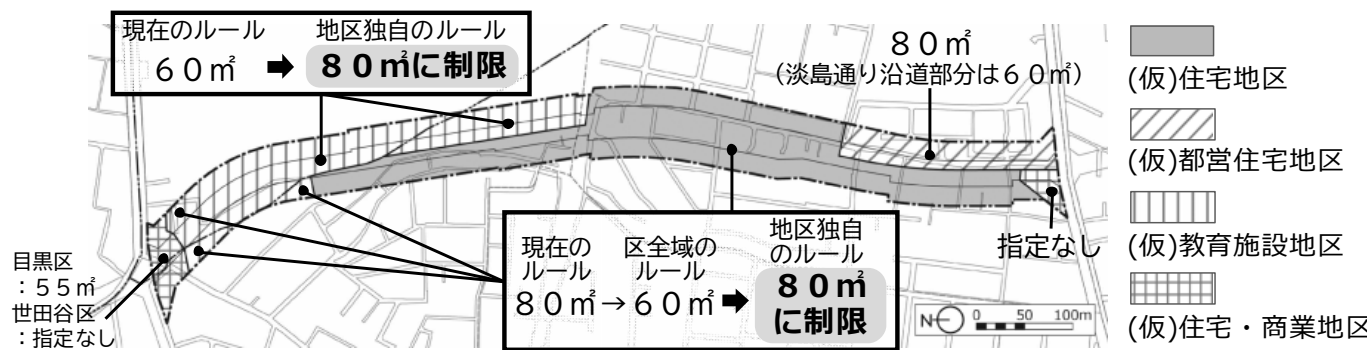 現在のルール
６０㎡
➡
地区独自のルール
８０㎡に制限
８０㎡
(淡島通り沿道部分は６０㎡)
指定なし
目黒区
：５５㎡
世田谷区
：指定なし
現在の
ルール
８０㎡
→
区全域の
ルール
６０㎡
➡
地区独自
のルール
８０㎡
に制限
N
0 50 100m
(仮)住宅地区
(仮)都営住宅地区
(仮)教育施設地区
(仮)住宅・商業地区